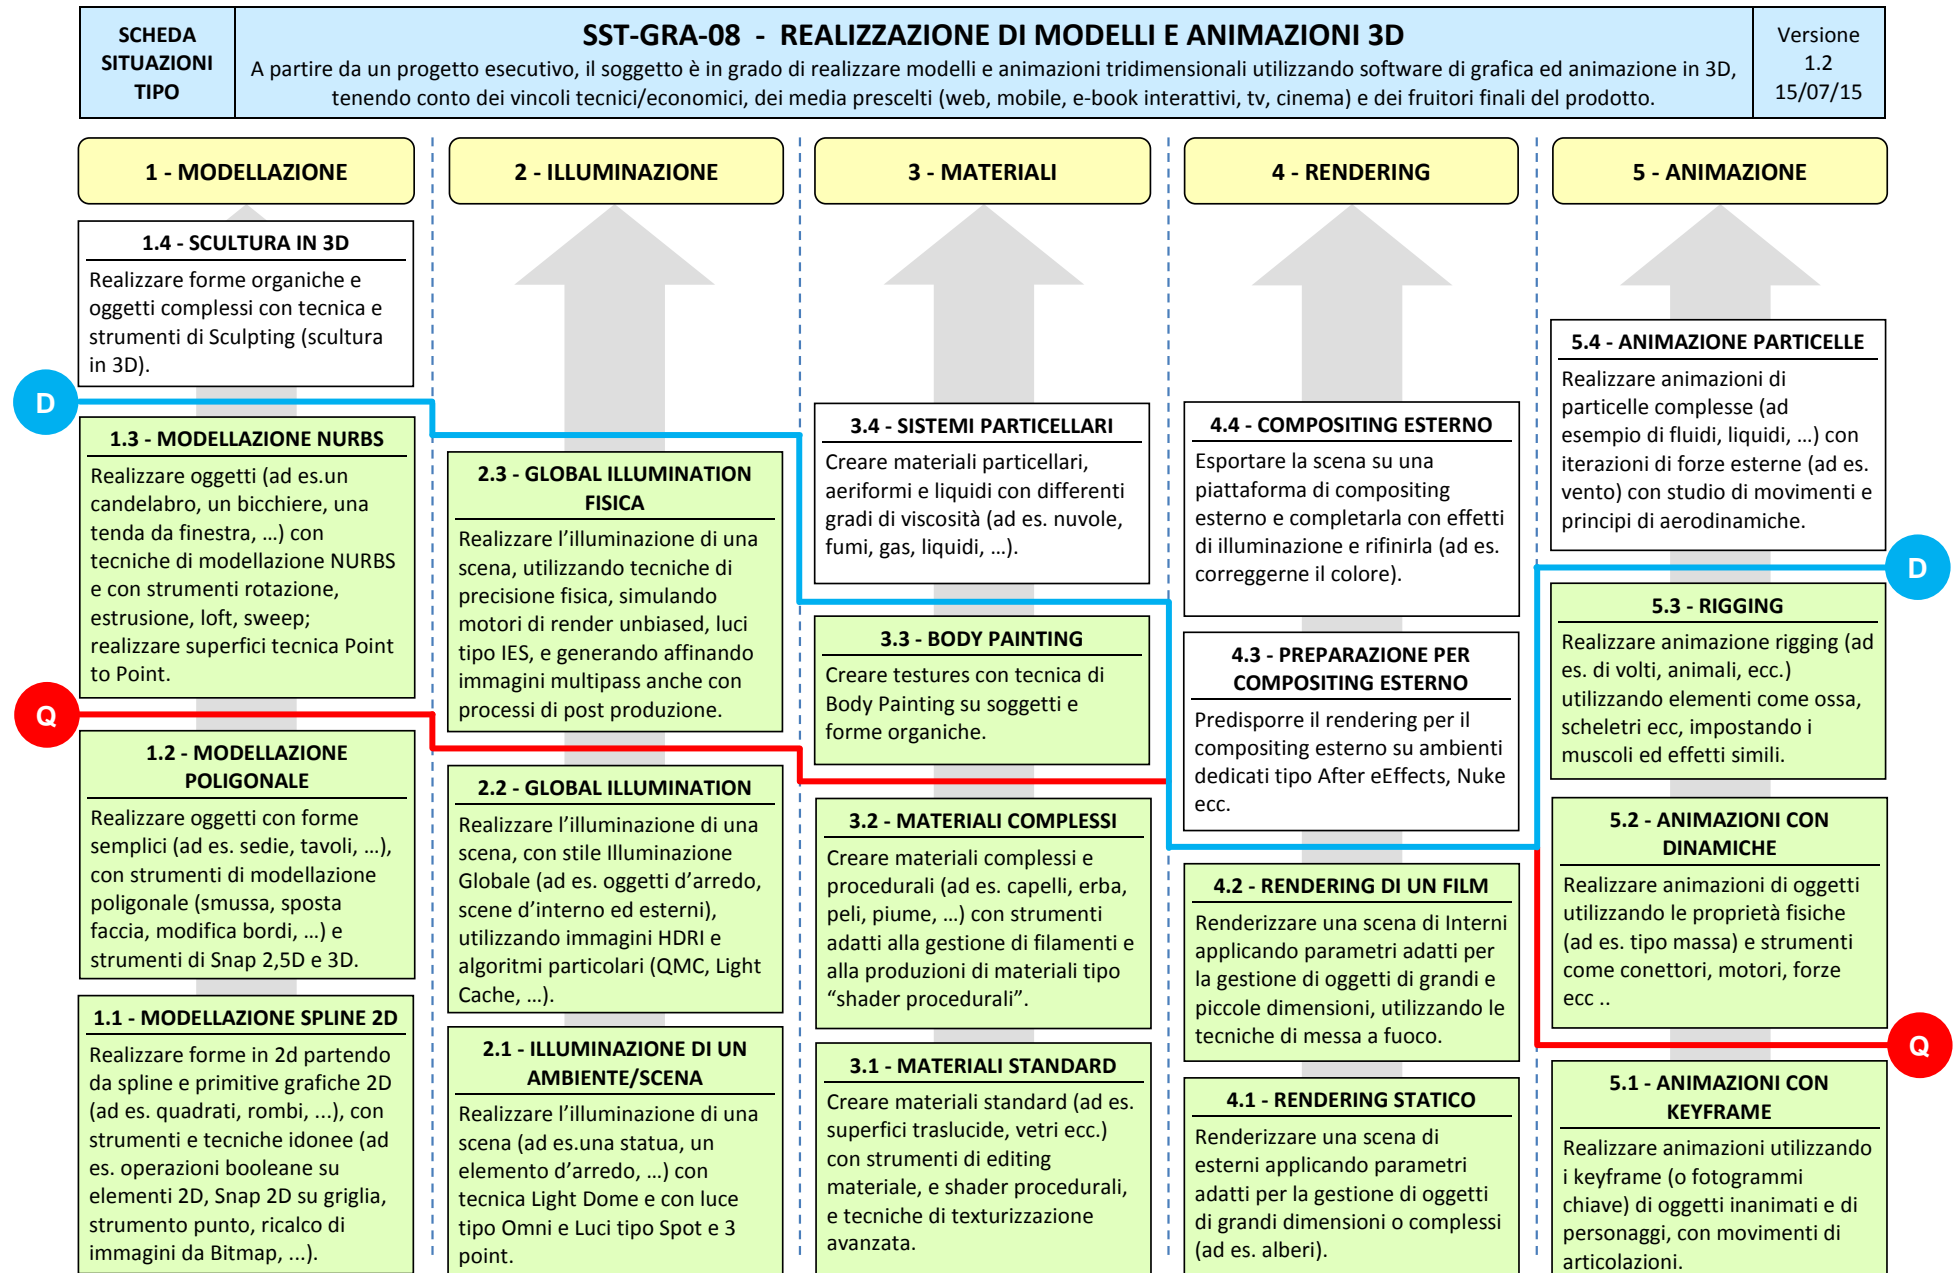 SCHEDA
SITUAZIONI
TIPO
SST-GRA-08 - REALIZZAZIONE DI MODELLI E ANIMAZIONI 3D
A partire da un progetto esecutivo, il soggetto è in grado di realizzare modelli e animazioni tridimensionali utilizzando software di grafica ed animazione in 3D,
tenendo conto dei vincoli tecnici/economici, dei media prescelti (web, mobile, e-book interattivi, tv, cinema) e dei fruitori finali del prodotto.
Versione
1.2
15/07/15
1 - MODELLAZIONE
1.4 - SCULTURA IN 3D
Realizzare forme organiche e
oggetti complessi con tecnica e
strumenti di Sculpting (scultura
in 3D).
D
1.3 - MODELLAZIONE NURBS
Realizzare oggetti (ad es.un
candelabro, un bicchiere, una
tenda da finestra, …) con
tecniche di modellazione NURBS
e con strumenti rotazione,
estrusione, loft, sweep;
realizzare superfici tecnica Point
to Point.
Q
1.2 - MODELLAZIONE
POLIGONALE
Realizzare oggetti con forme
semplici (ad es. sedie, tavoli, …),
con strumenti di modellazione
poligonale (smussa, sposta
faccia, modifica bordi, …) e
strumenti di Snap 2,5D e 3D.
1.1 - MODELLAZIONE SPLINE 2D
Realizzare forme in 2d partendo
da spline e primitive grafiche 2D
(ad es. quadrati, rombi, ...), con
strumenti e tecniche idonee (ad
es. operazioni booleane su
elementi 2D, Snap 2D su griglia,
strumento punto, ricalco di
immagini da Bitmap, ...).
2 - ILLUMINAZIONE
2.3 - GLOBAL ILLUMINATION
FISICA
Realizzare l’illuminazione di una
scena, utilizzando tecniche di
precisione fisica, simulando
motori di render unbiased, luci
tipo IES, e generando affinando
immagini multipass anche con
processi di post produzione.
2.2 - GLOBAL ILLUMINATION
Realizzare l’illuminazione di una
scena, con stile Illuminazione
Globale (ad es. oggetti d’arredo,
scene d’interno ed esterni),
utilizzando immagini HDRI e
algoritmi particolari (QMC, Light
Cache, …).
2.1 - ILLUMINAZIONE DI UN
AMBIENTE/SCENA
Realizzare l’illuminazione di una
scena (ad es.una statua, un
elemento d’arredo, …) con
tecnica Light Dome e con luce
tipo Omni e Luci tipo Spot e 3
point.
3 - MATERIALI
3.4 - SISTEMI PARTICELLARI
Creare materiali particellari,
aeriformi e liquidi con differenti
gradi di viscosità (ad es. nuvole,
fumi, gas, liquidi, …).
3.3 - BODY PAINTING
Creare testures con tecnica di
Body Painting su soggetti e
forme organiche.
3.2 - MATERIALI COMPLESSI
Creare materiali complessi e
procedurali (ad es. capelli, erba,
peli, piume, …) con strumenti
adatti alla gestione di filamenti e
alla produzioni di materiali tipo
“shader procedurali”.
3.1 - MATERIALI STANDARD
Creare materiali standard (ad es.
superfici traslucide, vetri ecc.)
con strumenti di editing
materiale, e shader procedurali,
e tecniche di texturizzazione
avanzata.
4 - RENDERING
4.4 - COMPOSITING ESTERNO
Esportare la scena su una
piattaforma di compositing
esterno e completarla con effetti
di illuminazione e rifinirla (ad es.
correggerne il colore).
4.3 - PREPARAZIONE PER
COMPOSITING ESTERNO
Predisporre il rendering per il
compositing esterno su ambienti
dedicati tipo After eEffects, Nuke
ecc.
4.2 - RENDERING DI UN FILM
Renderizzare una scena di Interni
applicando parametri adatti per
la gestione di oggetti di grandi e
piccole dimensioni, utilizzando le
tecniche di messa a fuoco.
4.1 - RENDERING STATICO
Renderizzare una scena di
esterni applicando parametri
adatti per la gestione di oggetti
di grandi dimensioni o complessi
(ad es. alberi).
5 - ANIMAZIONE
5.4 - ANIMAZIONE PARTICELLE
Realizzare animazioni di
particelle complesse (ad
esempio di fluidi, liquidi, …) con
iterazioni di forze esterne (ad es.
vento) con studio di movimenti e
principi di aerodinamiche.
D
5.3 - RIGGING
Realizzare animazione rigging (ad
es. di volti, animali, ecc.)
utilizzando elementi come ossa,
scheletri ecc, impostando i
muscoli ed effetti simili.
5.2 - ANIMAZIONI CON
DINAMICHE
Realizzare animazioni di oggetti
utilizzando le proprietà fisiche
(ad es. tipo massa) e strumenti
come conettori, motori, forze
ecc ..
Q
5.1 - ANIMAZIONI CON
KEYFRAME
Realizzare animazioni utilizzando
i keyframe (o fotogrammi
chiave) di oggetti inanimati e di
personaggi, con movimenti di
articolazioni.